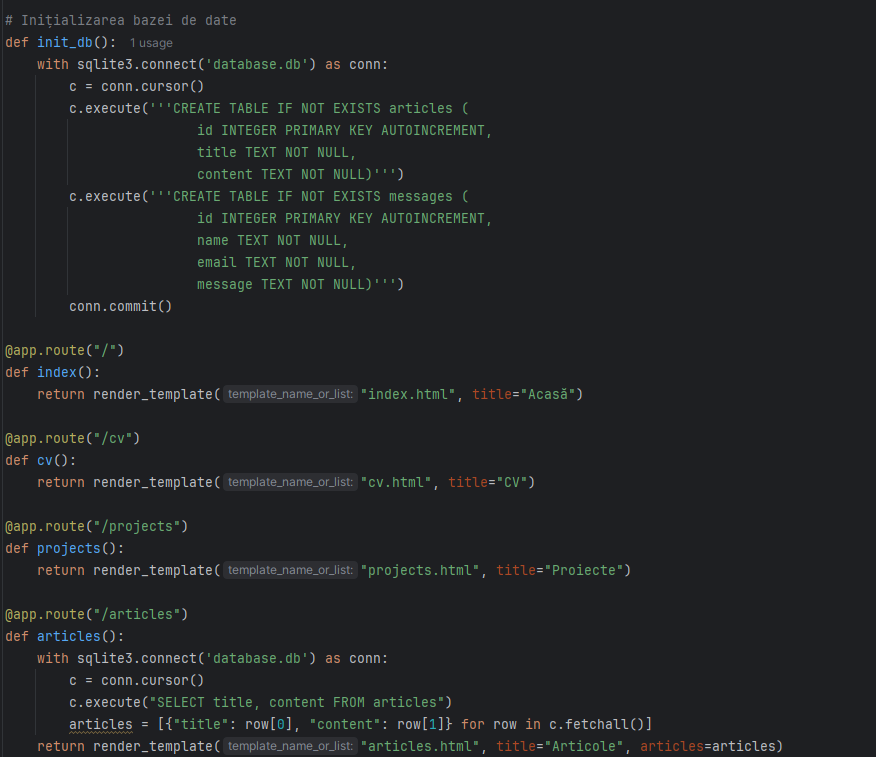 # Inițializarea bazei de date
def init_db():  1 usage
    with sqlite3.connect('database.db') as conn:
        c = conn.cursor()
        c.execute('''CREATE TABLE IF NOT EXISTS articles (
                        id INTEGER PRIMARY KEY AUTOINCREMENT,
                        title TEXT NOT NULL,
                        content TEXT NOT NULL)''')
        c.execute('''CREATE TABLE IF NOT EXISTS messages (
                        id INTEGER PRIMARY KEY AUTOINCREMENT,
                        name TEXT NOT NULL,
                        email TEXT NOT NULL,
                        message TEXT NOT NULL)''')
        conn.commit()

@app.route("/")
def index():
    return render_template( template_name_or_list: "index.html", title="Acasă")

@app.route("/cv")
def cv():
    return render_template( template_name_or_list: "cv.html", title="CV")

@app.route("/projects")
def projects():
    return render_template( template_name_or_list: "projects.html", title="Proiecte")

@app.route("/articles")
def articles():
    with sqlite3.connect('database.db') as conn:
        c = conn.cursor()
        c.execute("SELECT title, content FROM articles")
        articles = [{"title": row[0], "content": row[1]} for row in c.fetchall()]
    return render_template( template_name_or_list: "articles.html", title="Articole", articles=articles)